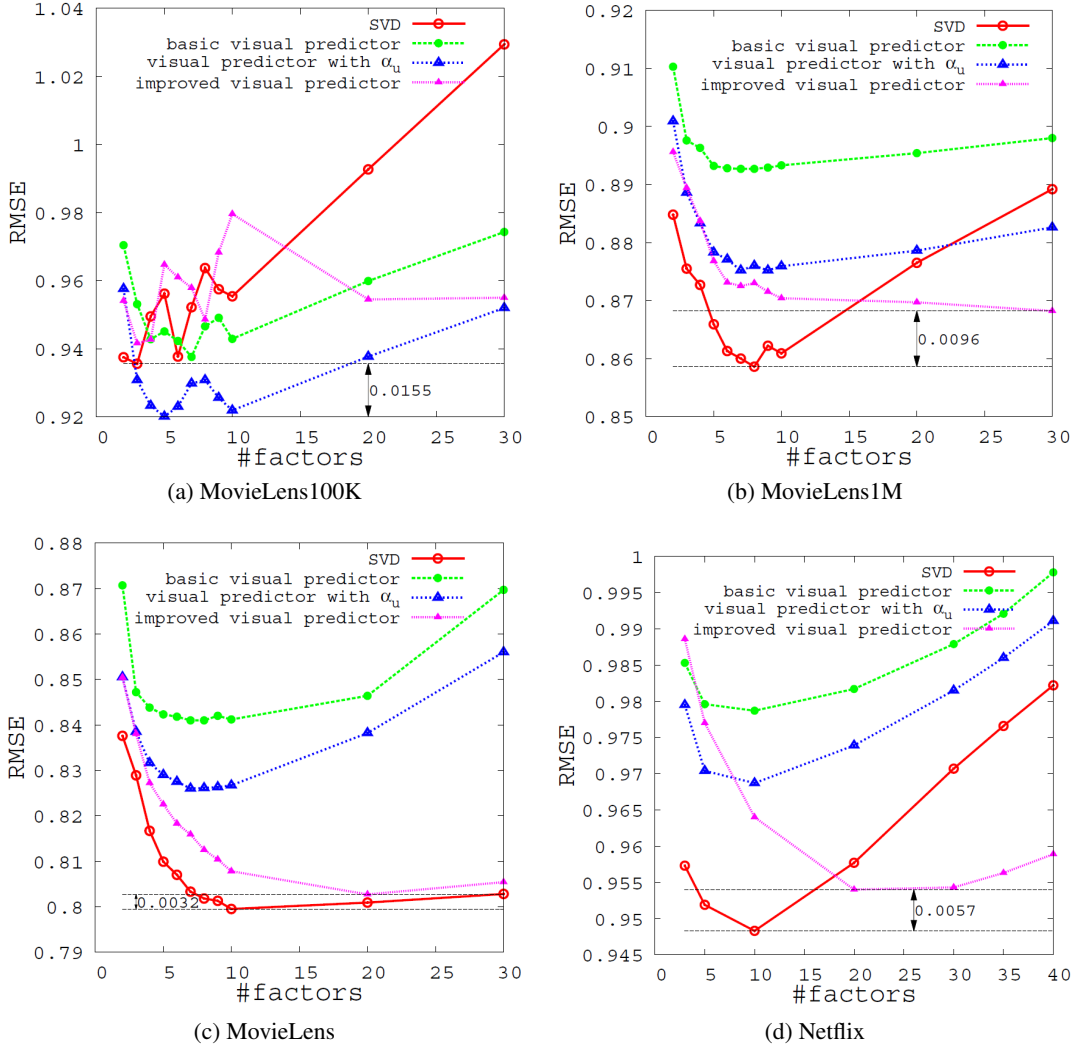 1.04
1.02
1
0.98
0.96
0.94
0.92
RMSE
SVD
basic visual predictor
visual predictor with αu
improved visual predictor
0.0155
0 5 10 15 20 25 30
#factors
(a) MovieLens100K
0.92
0.91
0.9
0.89
0.88
0.87
0.86
0.85
RMSE
SVD
basic visual predictor
visual predictor with αu
improved visual predictor
0.0096
0 5 10 15 20 25 30
#factors
(b) MovieLens1M
0.88
0.87
0.86
0.85
0.84
0.83
0.82
0.81
0.8
0.79
RMSE
SVD
basic visual predictor
visual predictor with αu
improved visual predictor
0.0032
0 5 10 15 20 25 30
#factors
(c) MovieLens
1
0.995
0.99
0.985
0.98
0.975
0.97
0.965
0.96
0.955
0.95
0.945
RMSE
SVD
basic visual predictor
visual predictor with αu
improved visual predictor
0.0057
0 5 10 15 20 25 30 35 40
#factors
(d) Netflix